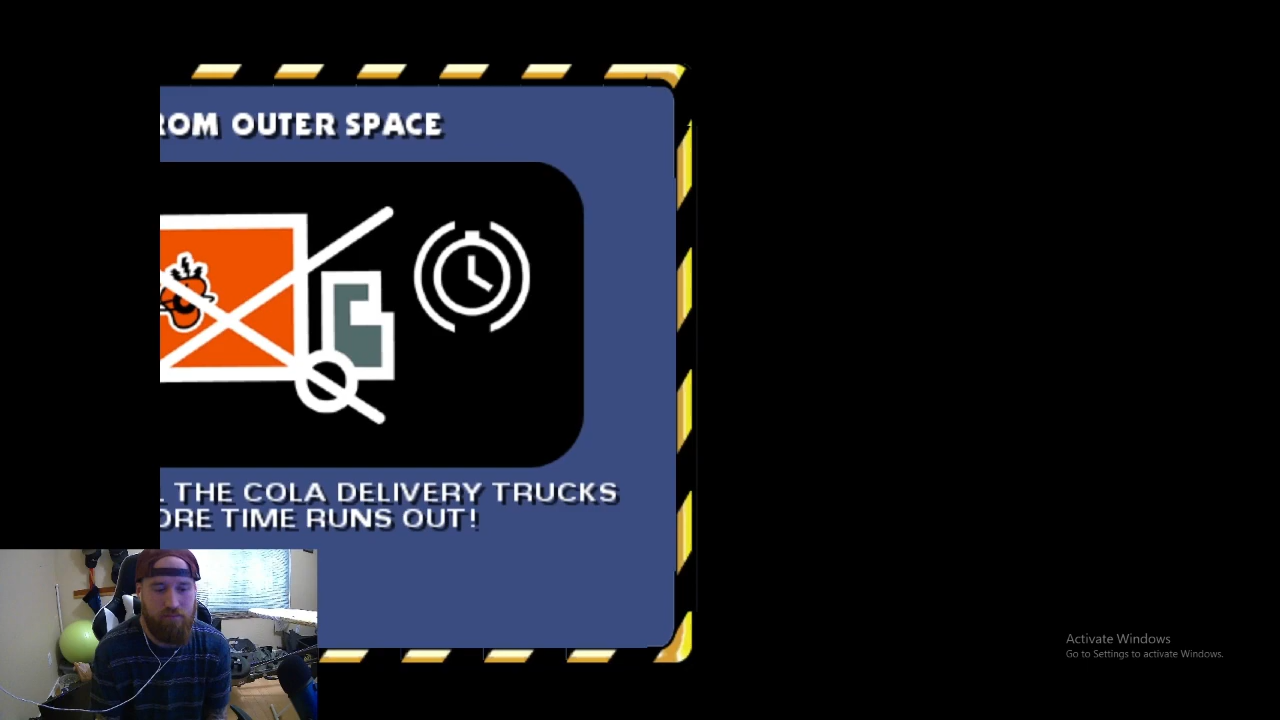 ROM OUTER SPACE
THE COLA DELIVERY TRUCKS
ORE TIME RUNS OUT!
Activate Windows
Go to Settings to activate Windows.